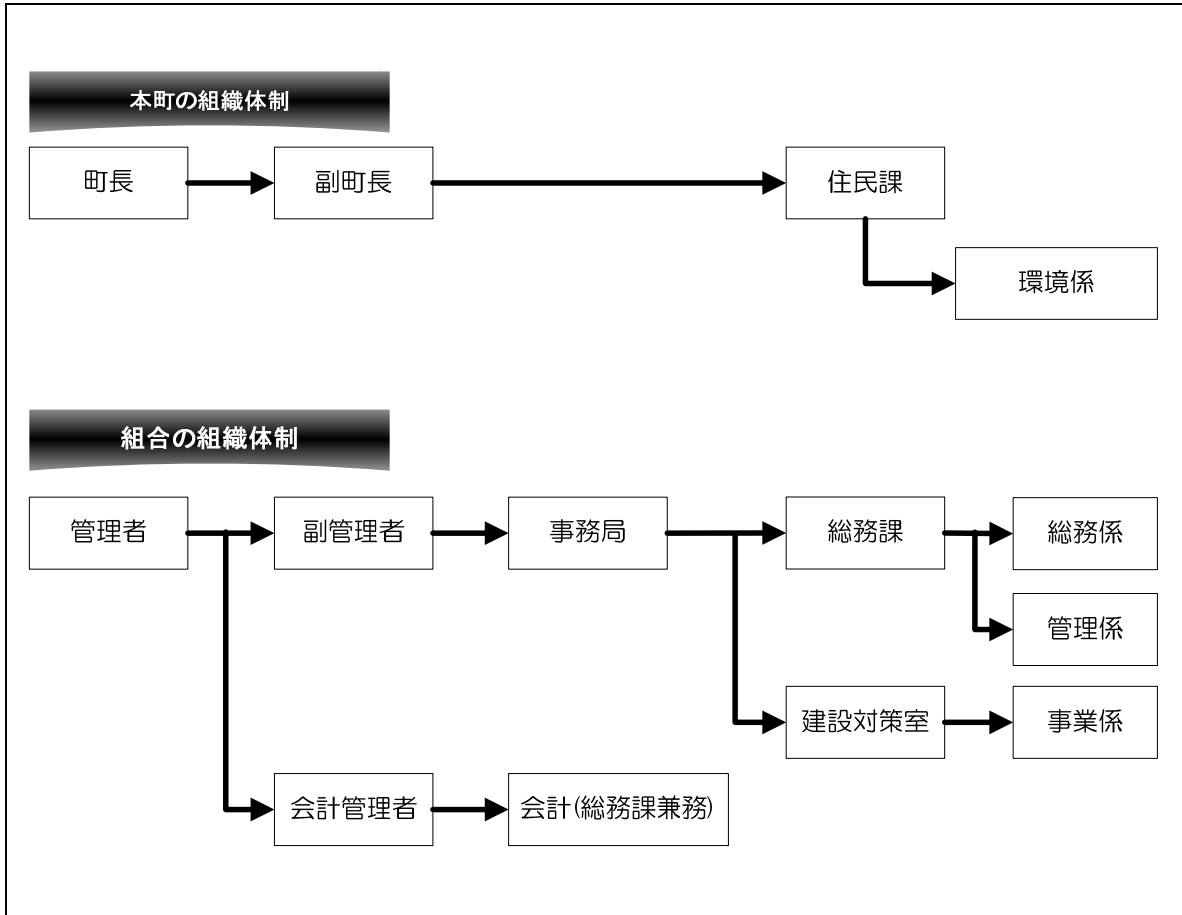 本町の組織体制
町長
副町長
住民課
環境係
組合の組織体制
管理者
副管理者
事務局
総務課
総務係
管理係
建設対策室
事業係
会計管理者
会計(総務課兼務)